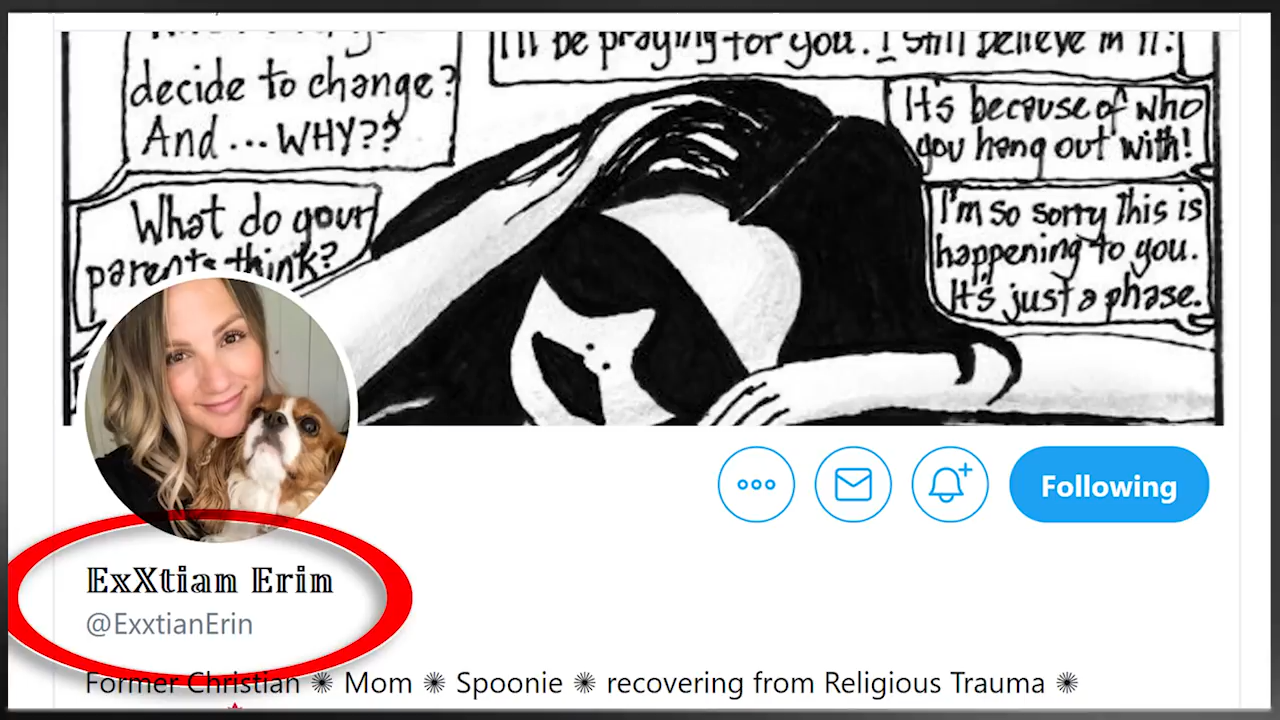 decide to change?
And...WHY??
What do your
parents think?
I'll be praying for you. I still believe in it!
It's because of who
you hang out with!
I'm so sorry this is
happening to you.
It's just a phase.
Following
ExXtian Erin
@ExxtianErin
Former Christian ✺ Mom ✺ Spoonie ✺ recovering from Religious Trauma ✺